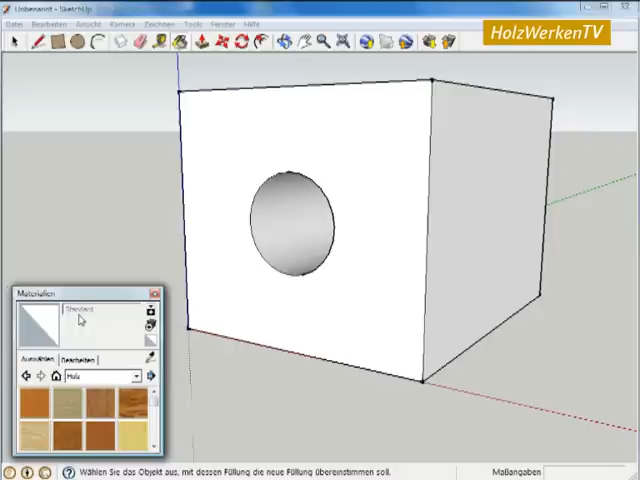 Unbenannt - SketchUp
Datei Bearbeiten Ansicht Kamera Zeichnen Tools Fenster Hilfe
HolzWerkenTV
Materialien
Standard
Auswählen Bearbeiten
Holz
Wählen Sie das Objekt aus, mit dessen Füllung die neue Füllung übereinstimmen soll.
Maßangaben